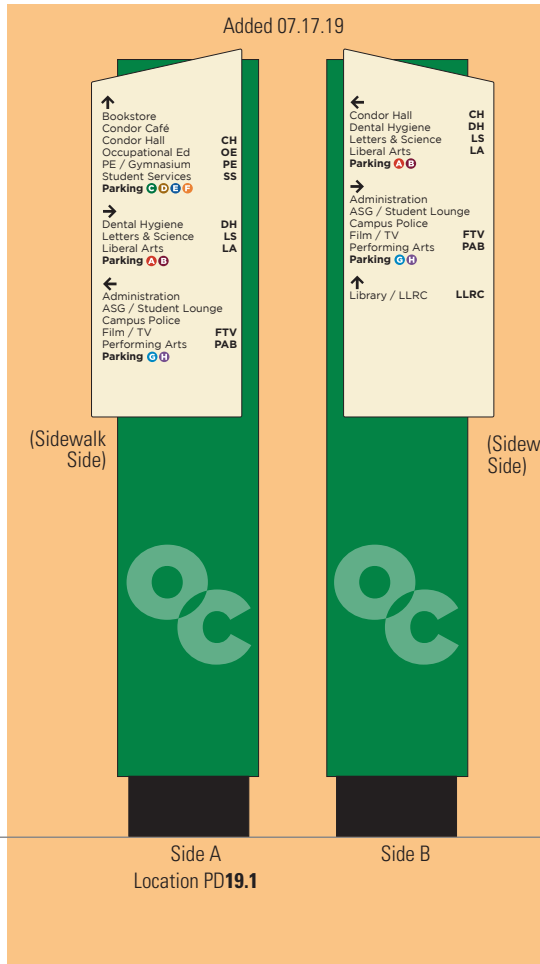 Added 07.17.19
↑
Bookstore
Condor Café
Condor Hall CH
Occupational Ed OE
PE / Gymnasium PE
Student Services SS
Parking C D E F
→
Dental Hygiene DH
Letters & Science LS
Liberal Arts LA
Parking A B
←
Administration
ASG / Student Lounge
Campus Police
Film / TV FTV
Performing Arts PAB
Parking G H
(Sidewalk
Side)
OC
Side A
Location PD19.1
←
Condor Hall CH
Dental Hygiene DH
Letters & Science LS
Liberal Arts LA
Parking A B
→
Administration
ASG / Student Lounge
Campus Police
Film / TV FTV
Performing Arts PAB
Parking G H
↑
Library / LLRC LLRC
(Sidew
Side)
OC
Side B